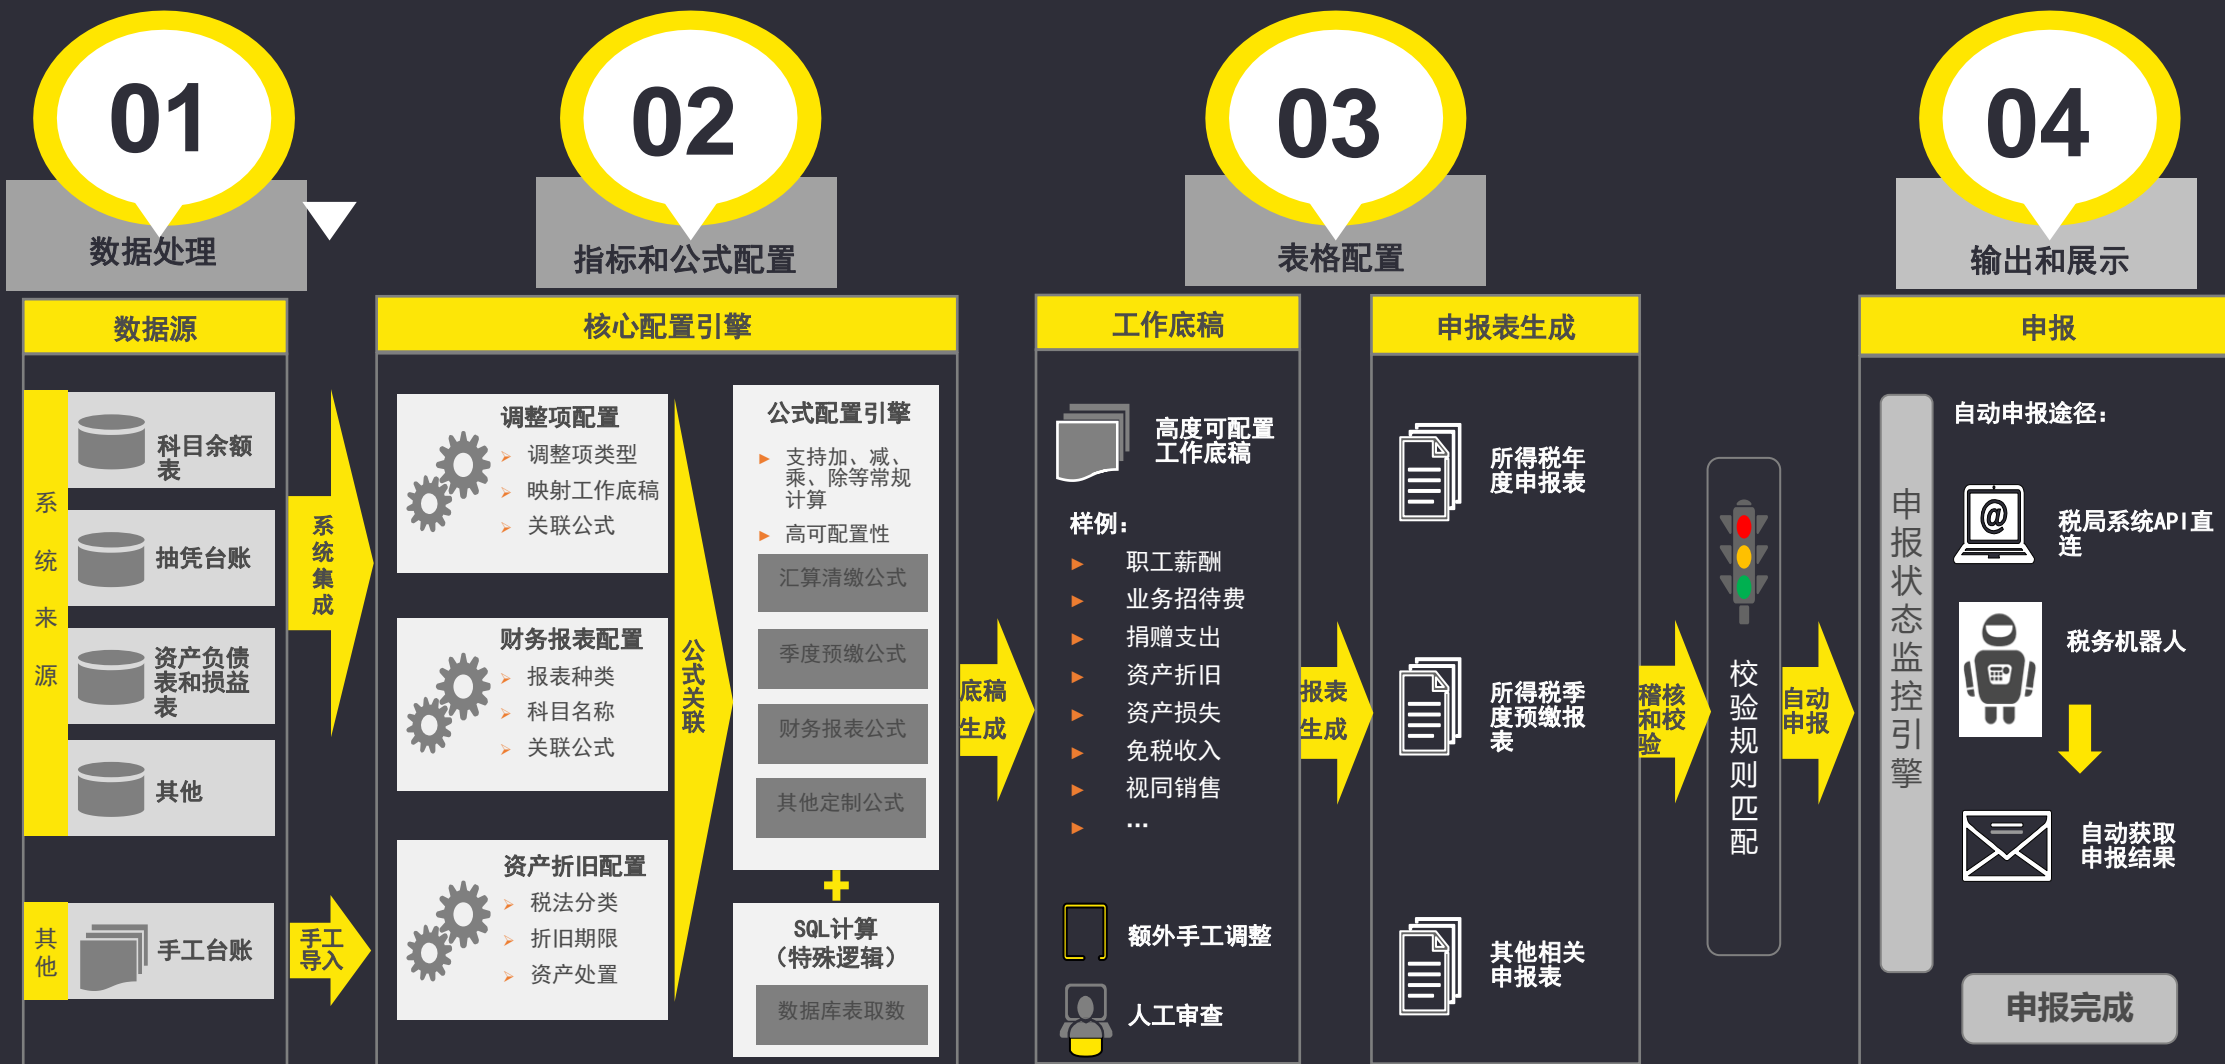 01
数据处理
02
指标和公式配置
03
表格配置
04
输出和展示
数据源
系统来源
科目余额
表
抽凭台账
资产负债
表和损益
表
其他
其他
手工台账
系统集成
手工
导入
核心配置引擎
调整项配置
调整项类型
映射工作底稿
关联公式
财务报表配置
报表种类
科目名称
关联公式
资产折旧配置
税法分类
折旧期限
资产处置
公式关联
公式配置引擎
支持加、减、
乘、除等常规
计算
高可配置性
汇算清缴公式
季度预缴公式
财务报表公式
其他定制公式
SQL计算
（特殊逻辑）
数据库表取数
底稿
生成
工作底稿
高度可配置
工作底稿
样例：
职工薪酬
业务招待费
捐赠支出
资产折旧
资产损失
免税收入
视同销售
…
额外手工调整
人工审查
报表
生成
申报表生成
所得税年
度申报表
所得税季
度预缴报
表
其他相关
申报表
稽核
和校
验
校验规则匹配
自动
申报
申报
申报状态监控引擎
自动申报途径：
税局系统API直
连
税务机器人
自动获取
申报结果
申报完成